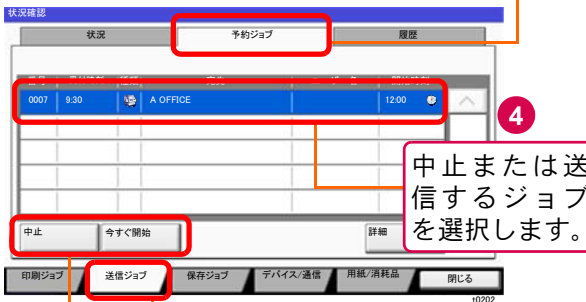 状況確認
状況 予約ジョブ 履歴
0007 9:30 A OFFICE 12:00
4
中止または送
信するジョブ
を選択します。
中止 今すぐ開始 詳細
印刷ジョブ 送信ジョブ 保存ジョブ デバイス/通信 用紙/消耗品 閉じる
t0202